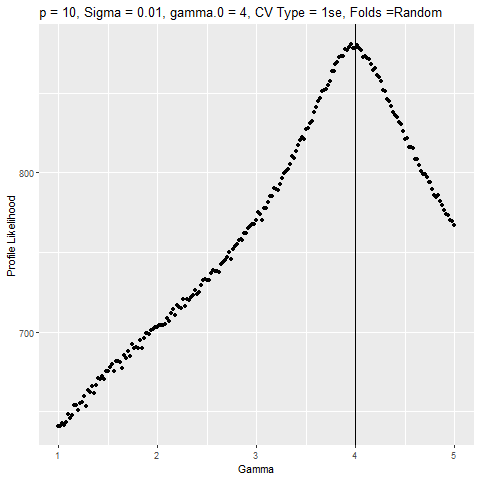 p = 10, Sigma = 0.01, gamma.0 = 4, CV Type = 1se, Folds =Random
Profile Likelihood
800
700
1 2 3 4 5
Gamma